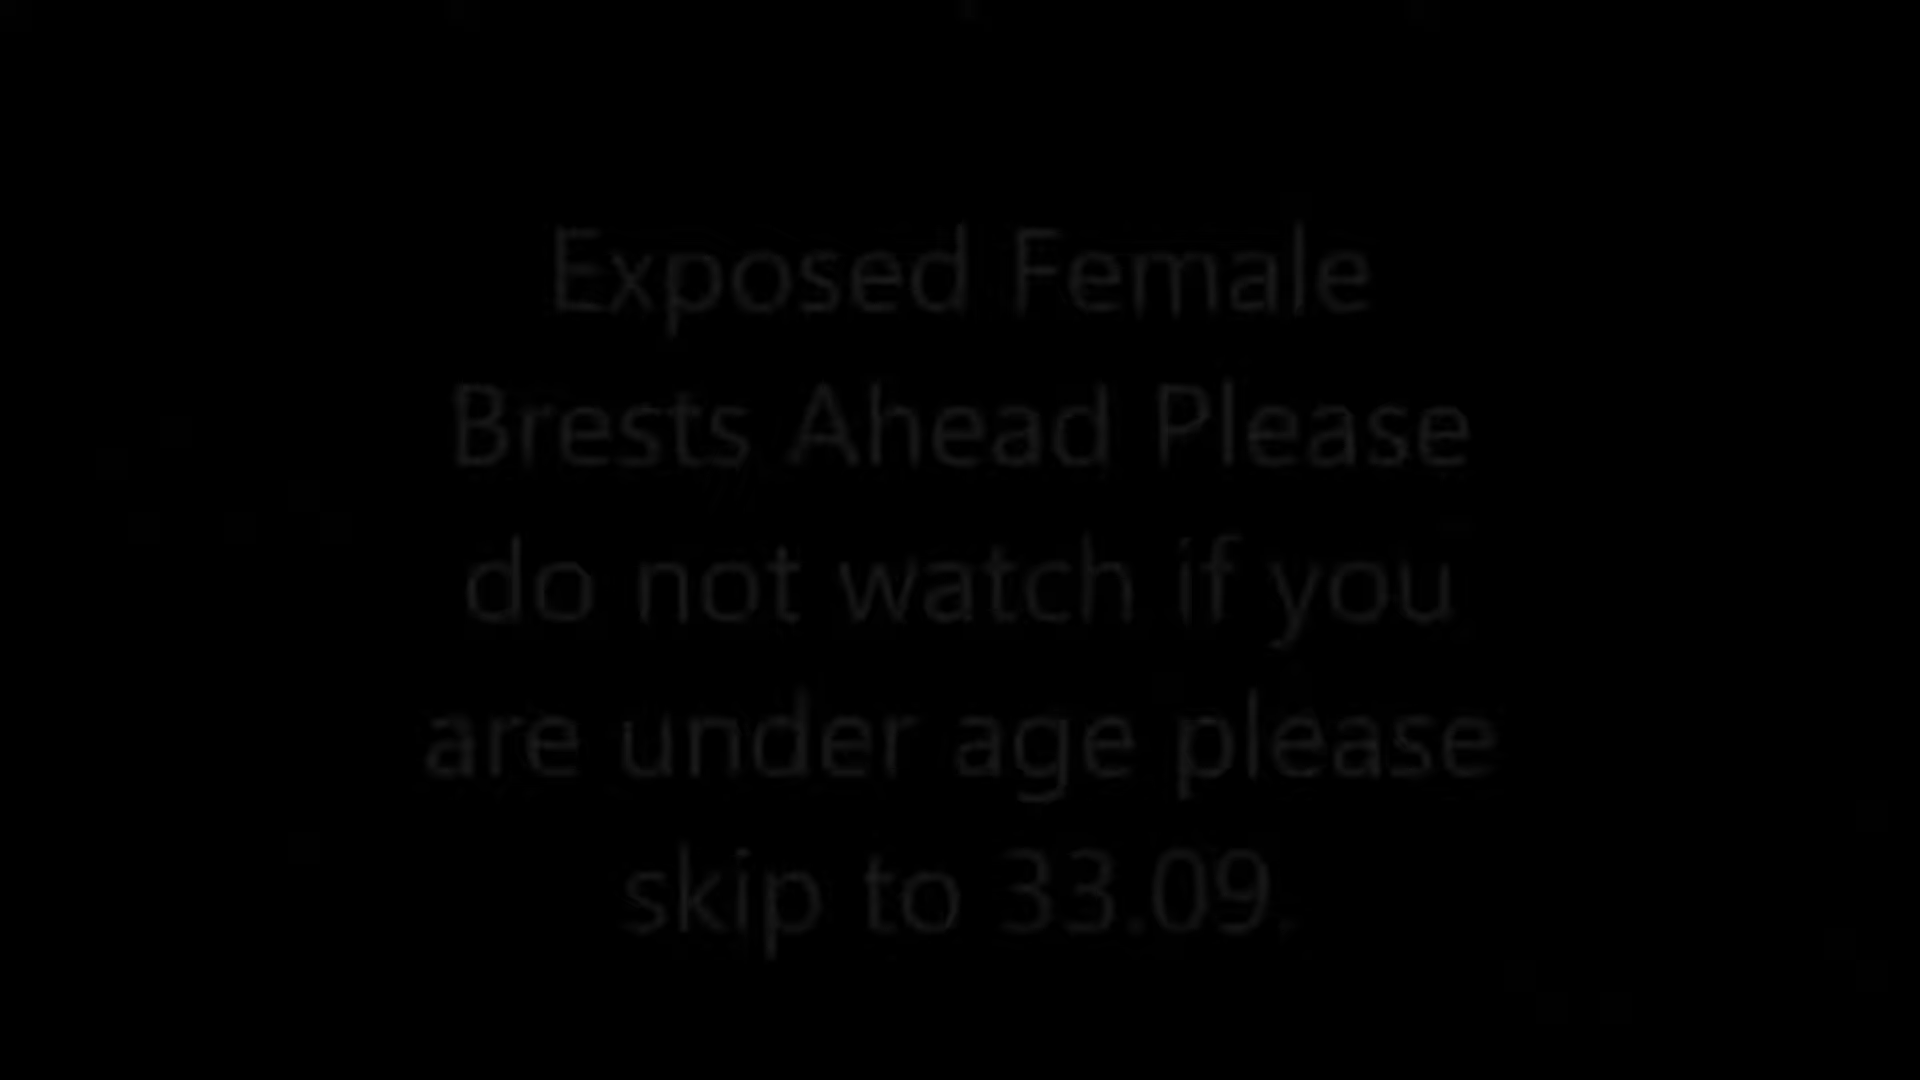 Exposed Female
Brests Ahead Please
do not watch if you
are under age please
skip to 33.09.